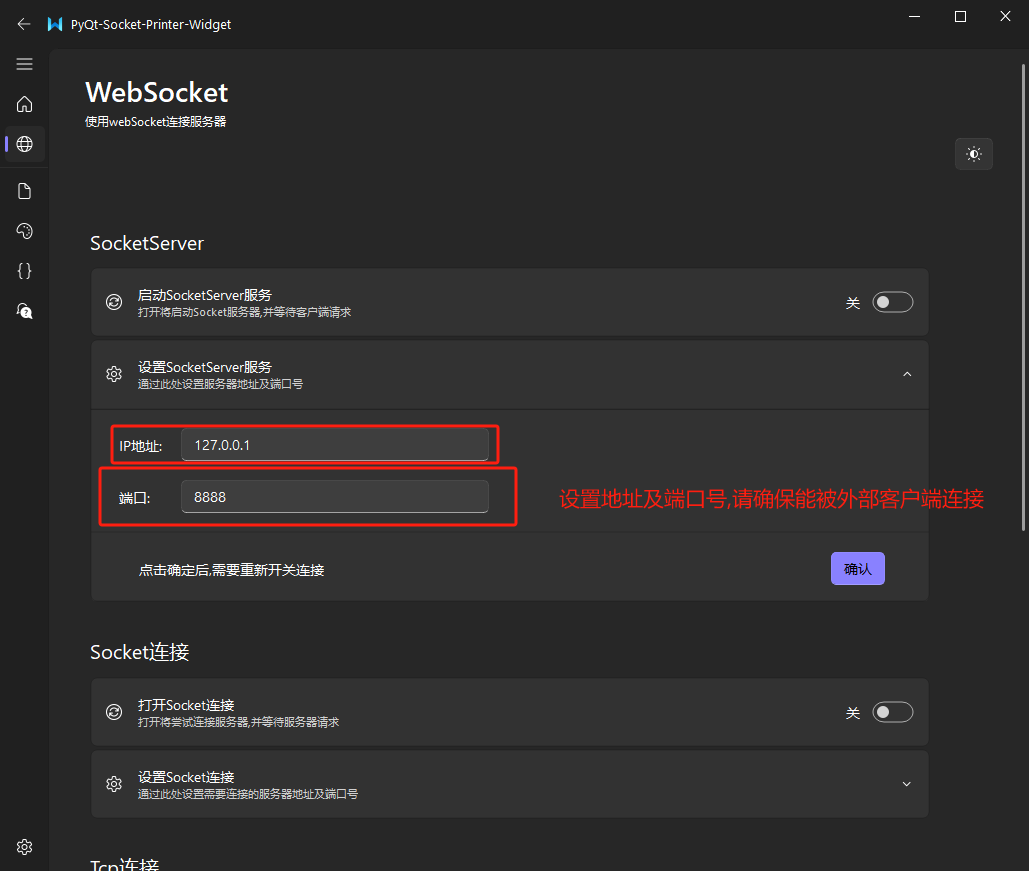 PyQt-Socket-Printer-Widget
WebSocket
使用webSocket连接服务器
SocketServer
启动SocketServer服务
打开将启动Socket服务器,并等待客户端请求
关
设置SocketServer服务
通过此处设置服务器地址及端口号
IP地址:
127.0.0.1
端口:
8888
设置地址及端口号,请确保能被外部客户端连接
点击确定后,需要重新开关连接
确认
Socket连接
打开Socket连接
打开将尝试连接服务器,并等待服务器请求
关
设置Socket连接
通过此处设置需要连接的服务器地址及端口号
Tcp连接